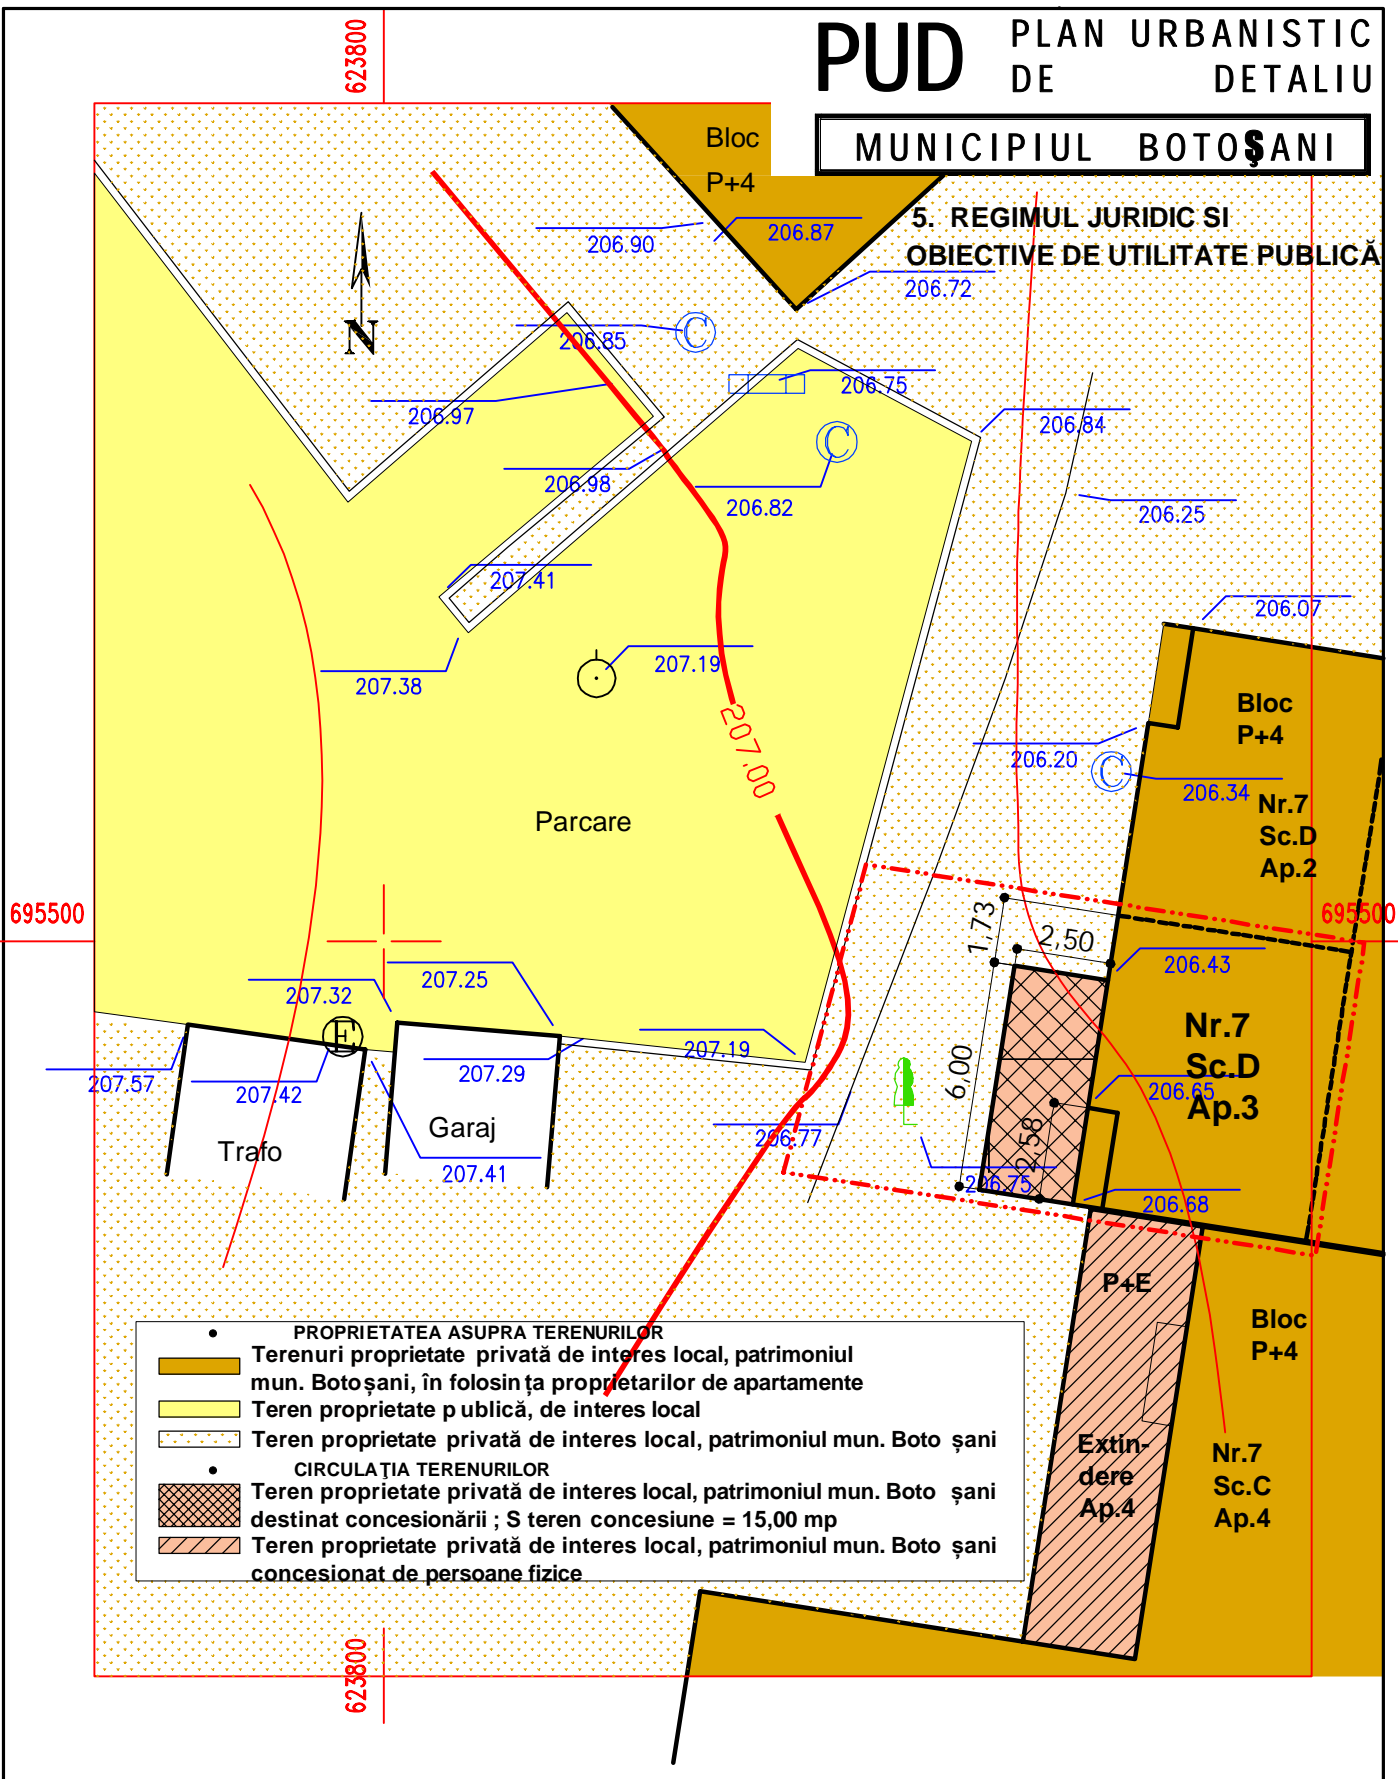 623800
PUD
PLAN URBANISTIC
DE DETALIU
MUNICIPIUL BOTOŞANI
5. REGIMUL JURIDIC SI
OBIECTIVE DE UTILITATE PUBLICĂ
Bloc
P+4
206.90
206.87
206.72
N
206.85
C
206.75
206.97
206.84
C
206.98
206.82
206.25
207.41
206.07
207.19
207.38
Bloc
P+4
207.00
206.20
C
206.34
Nr.7
Sc.D
Ap.2
Parcare
695500
695500
1,73
2,50
206.43
207.25
207.32
E
207.19
Nr.7
Sc.D
Ap.3
207.57
207.42
207.29
6,00
206.65
Trafo
Garaj
207.41
206.77
2,58
206.75
206.68
P+E
Bloc
P+4
PROPRIETATEA ASUPRA TERENURILOR
Terenuri proprietate privată de interes local, patrimoniul
mun. Botoşani, în folosinţa proprietarilor de apartamente
Teren proprietate publică, de interes local
Teren proprietate privată de interes local, patrimoniul mun. Botoşani
CIRCULAŢIA TERENURILOR
Teren proprietate privată de interes local, patrimoniul mun. Botoşani
destinat concesionării ; S teren concesiune = 15,00 mp
Teren proprietate privată de interes local, patrimoniul mun. Botoşani
concesionat de persoane fizice
Extin-
dere
Ap.4
Nr.7
Sc.C
Ap.4
623800